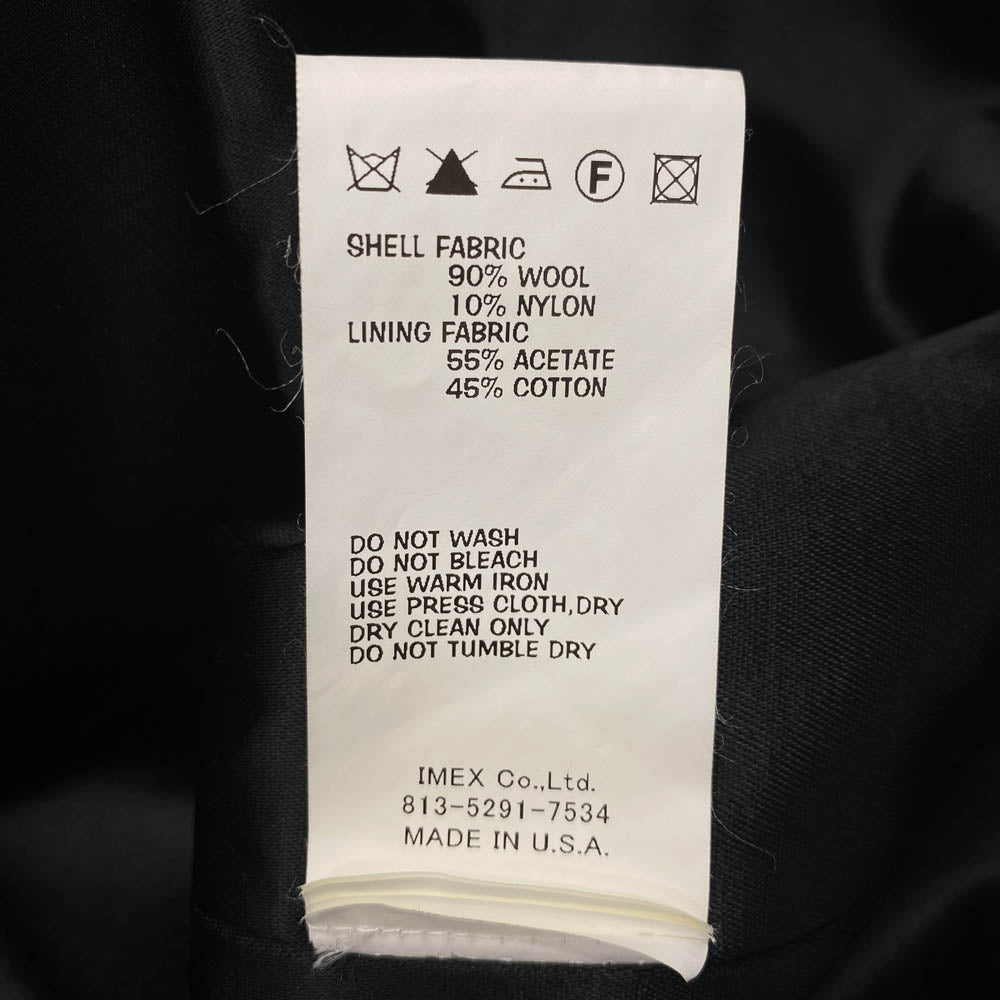 F
SHELL FABRIC
90% WOOL
10% NYLON
LINING FABRIC
55% ACETATE
45% COTTON
DO NOT WASH
DO NOT BLEACH
USE WARM IRON
USE PRESS CLOTH,DRY
DRY CLEAN ONLY
DO NOT TUMBLE DRY
IMEX Co.,Ltd.
813-5291-7534
MADE IN U.S.A.